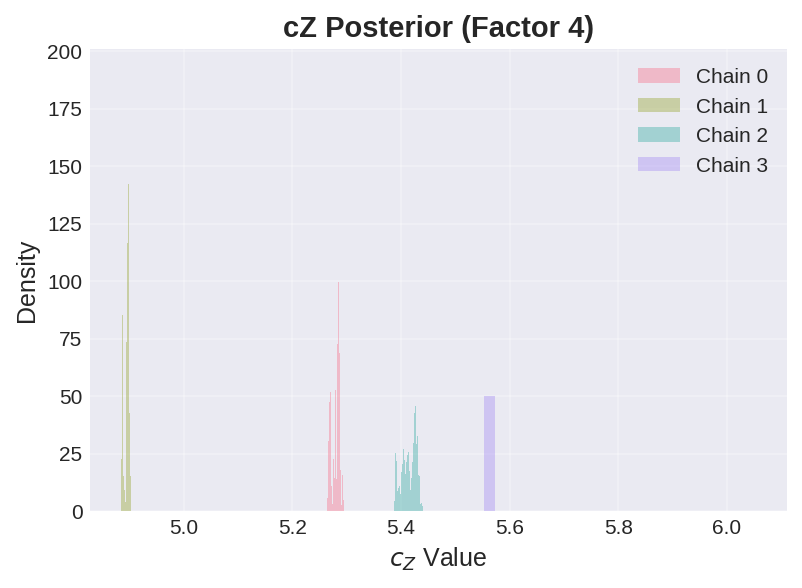 cZ Posterior (Factor 4)
200
175
150
125
100
75
50
25
0
Density
Chain 0
Chain 1
Chain 2
Chain 3
5.0 5.2 5.4 5.6 5.8 6.0
c_Z Value